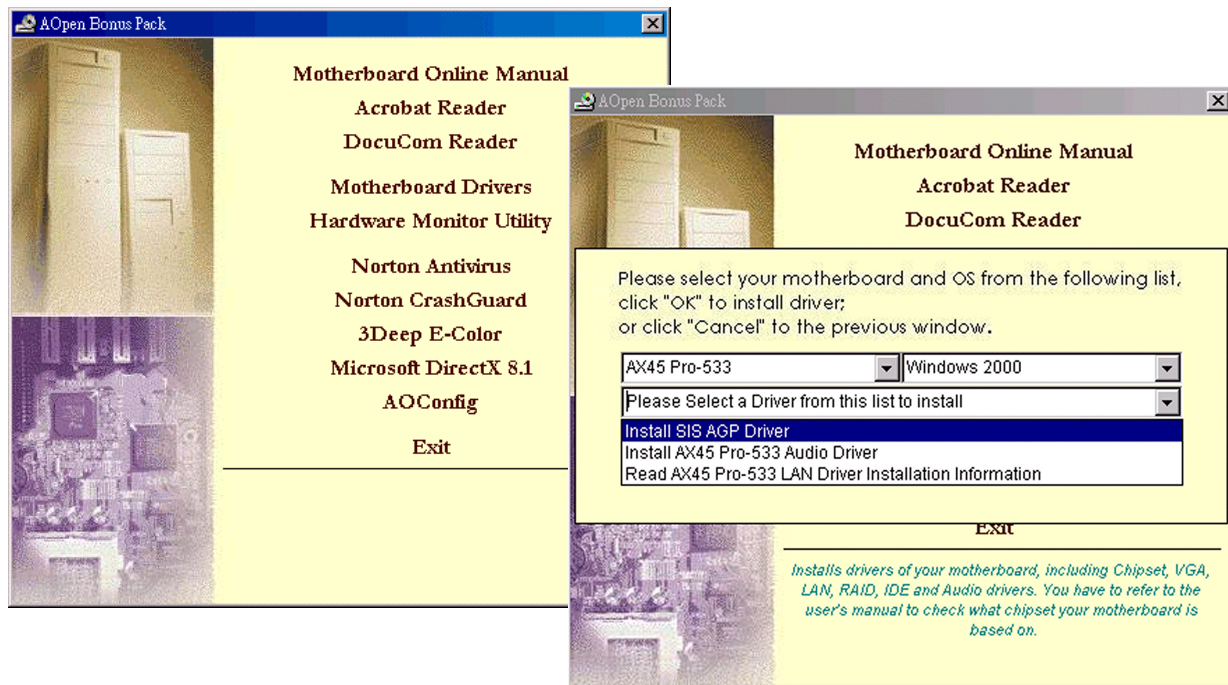 AOpen Bonus Pack
Motherboard Online Manual
Acrobat Reader
DocuCom Reader
Motherboard Drivers
Hardware Monitor Utility
Norton Antivirus
Norton CrashGuard
3Deep E-Color
Microsoft DirectX 8.1
AOConfig
Exit
AOpen Bonus Pack
Motherboard Online Manual
Acrobat Reader
DocuCom Reader
Please select your motherboard and OS from the following list,
click "OK" to install driver;
or click "Cancel" to the previous window.
AX45 Pro-533 Windows 2000
Please Select a Driver from this list to install
Install SIS AGP Driver
Install AX45 Pro-533 Audio Driver
Read AX45 Pro-533 LAN Driver Installation Information
Exit
Installs drivers of your motherboard, including Chipset, VGA,
LAN, RAID, IDE and Audio drivers. You have to refer to the
user's manual to check what chipset your motherboard is
based on.